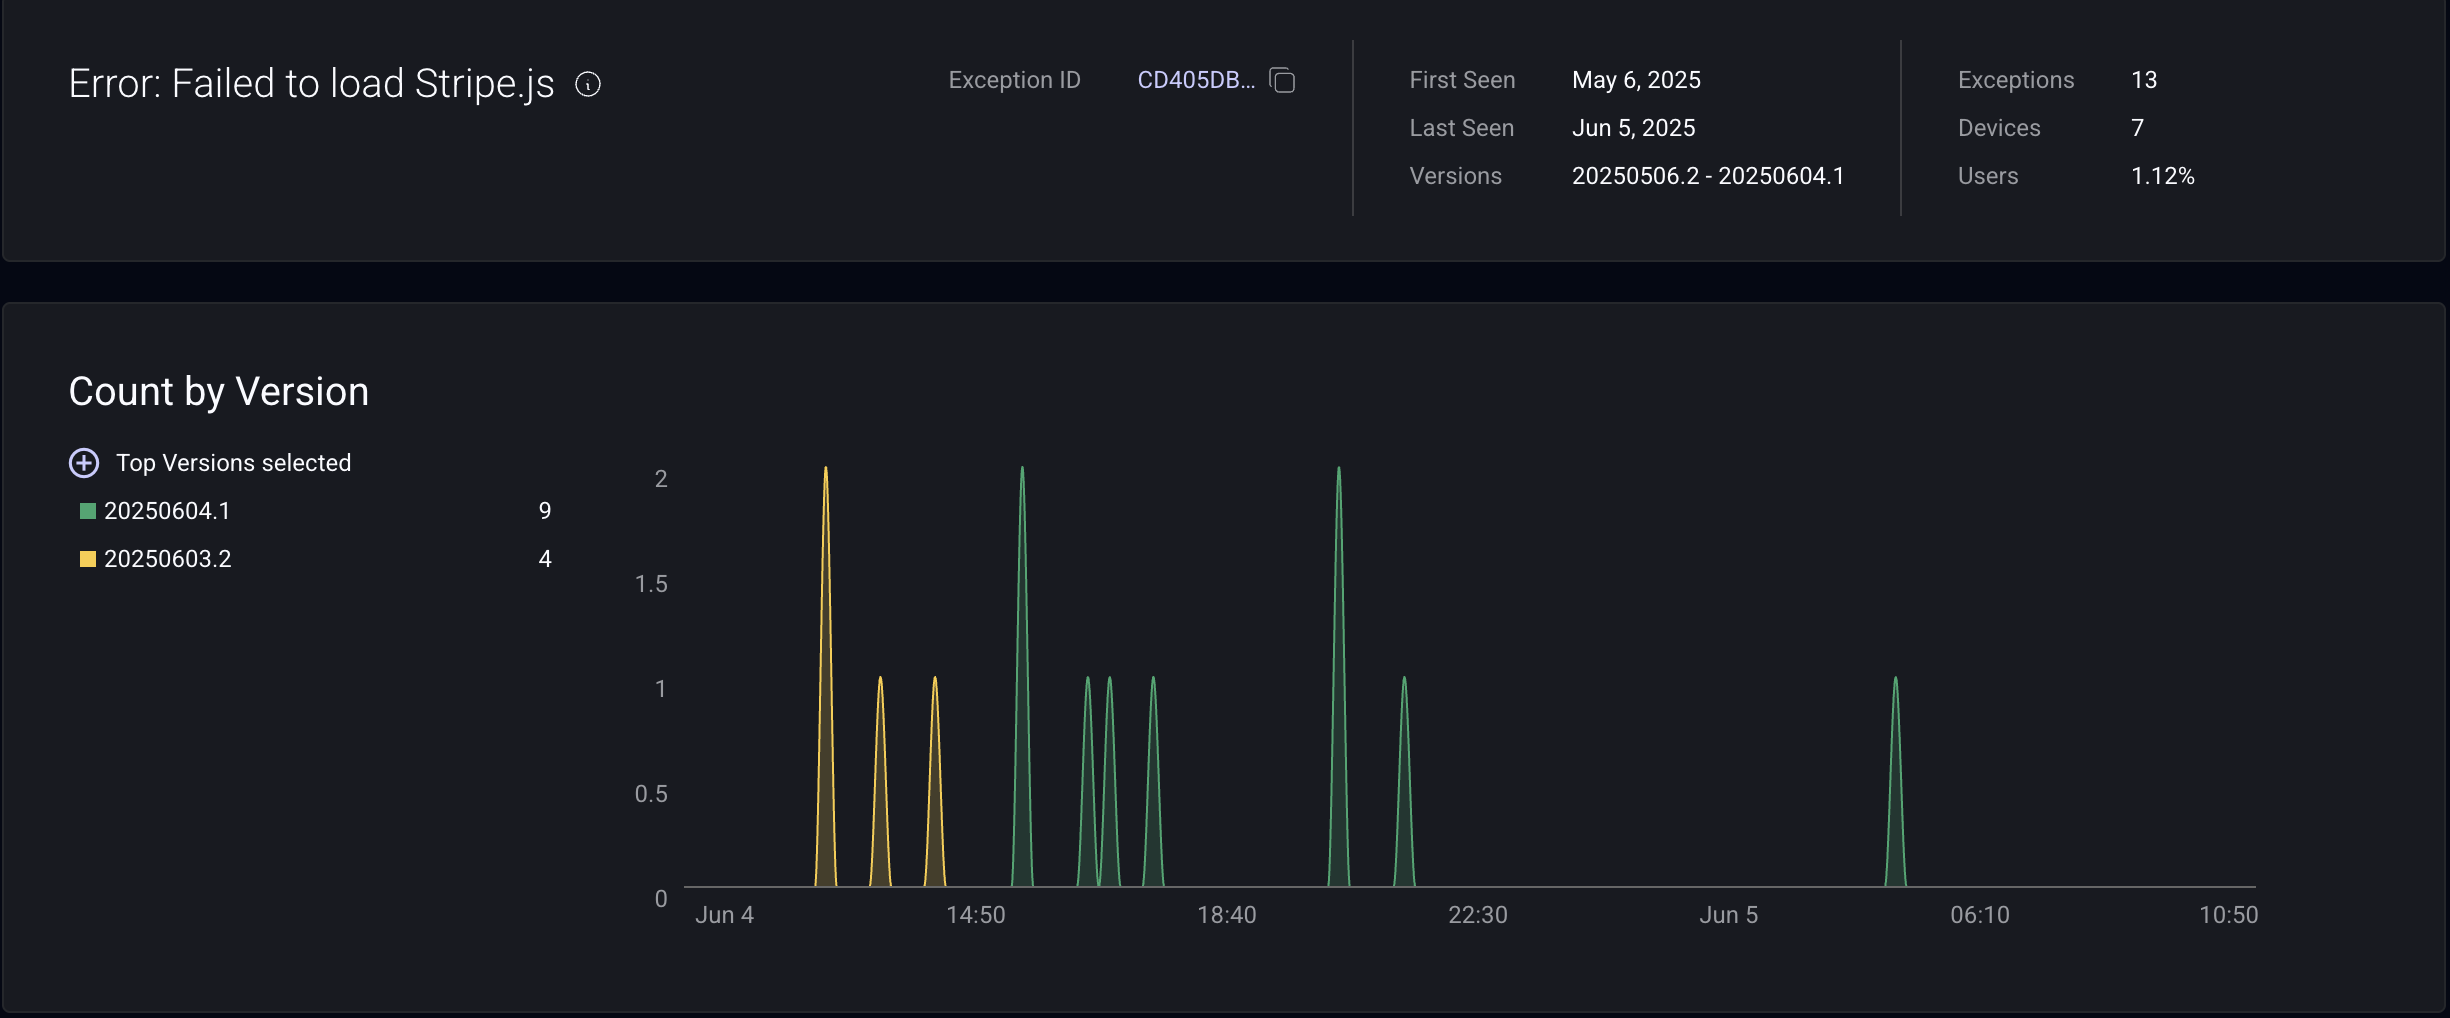 Error: Failed to load Stripe.js
Exception ID CD405DB...
First Seen May 6, 2025
Last Seen Jun 5, 2025
Versions 20250506.2 - 20250604.1
Exceptions 13
Devices 7
Users 1.12%
Count by Version
Top Versions selected
20250604.1 9
20250603.2 4
2
1.5
1
0.5
0
Jun 4 14:50 18:40 22:30 Jun 5 06:10 10:50